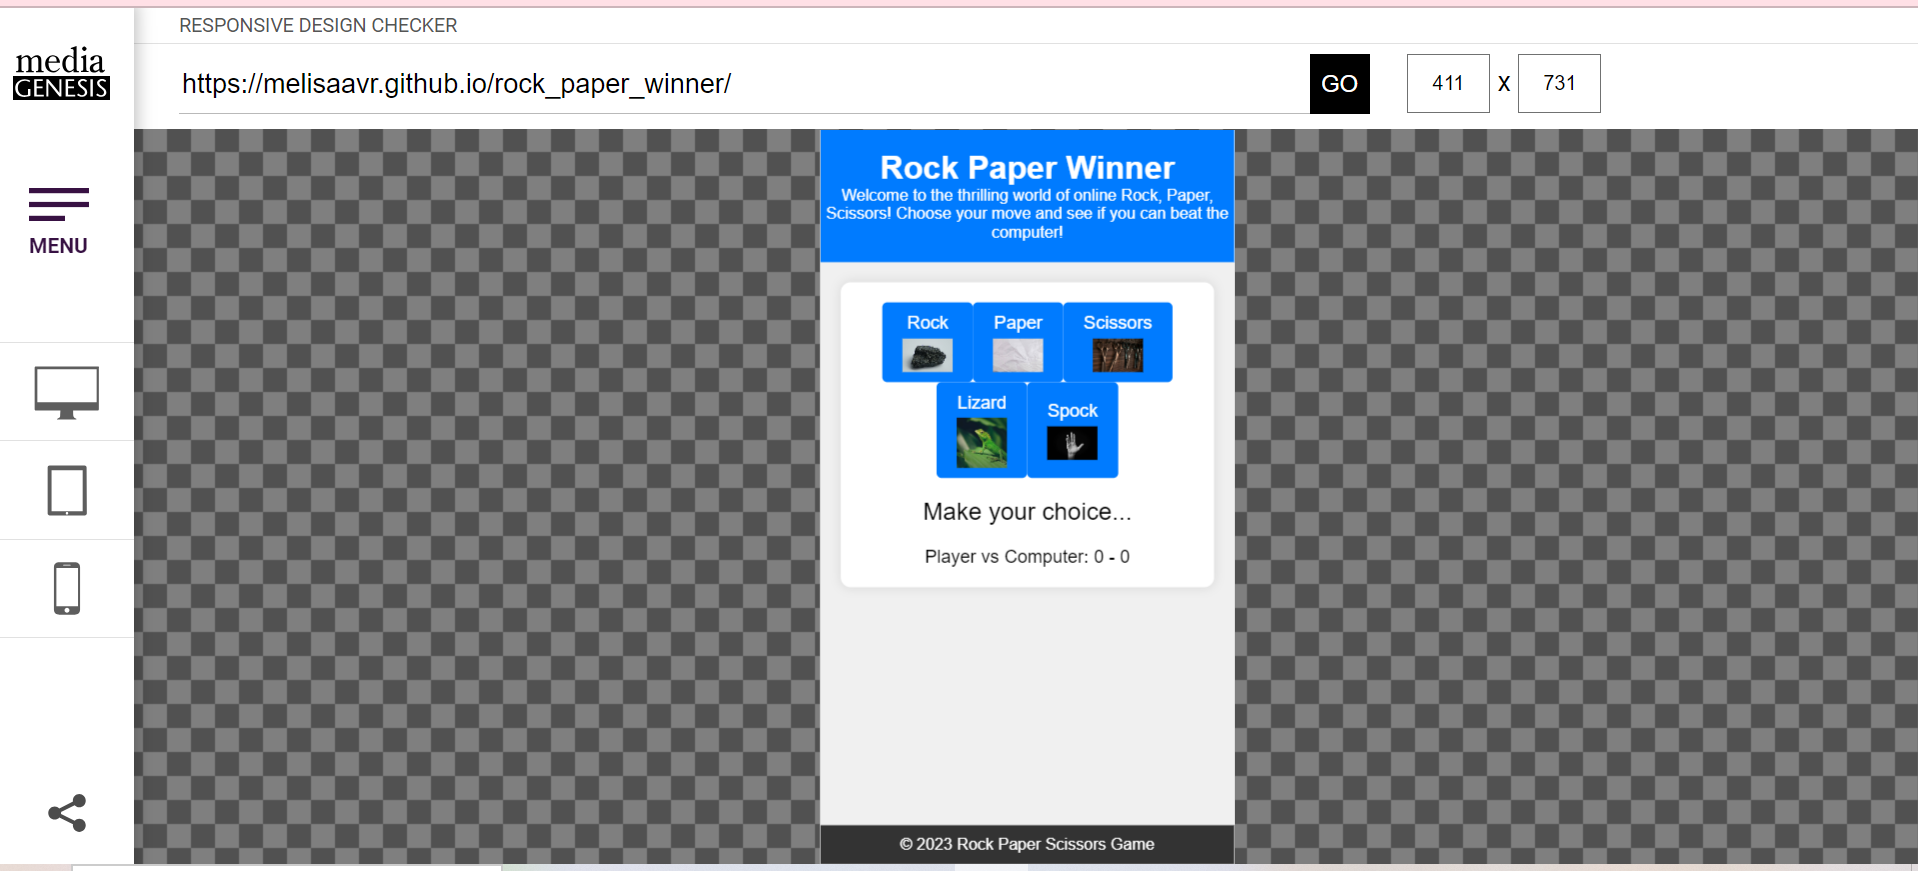 RESPONSIVE DESIGN CHECKER
media
GENESIS
https://melisaavr.github.io/rock_paper_winner/
GO
411 X 731
MENU
Rock Paper Winner
Welcome to the thrilling world of online Rock, Paper,
Scissors! Choose your move and see if you can beat the
computer!
Rock Paper Scissors
Lizard Spock
Make your choice...
Player vs Computer: 0 - 0
© 2023 Rock Paper Scissors Game